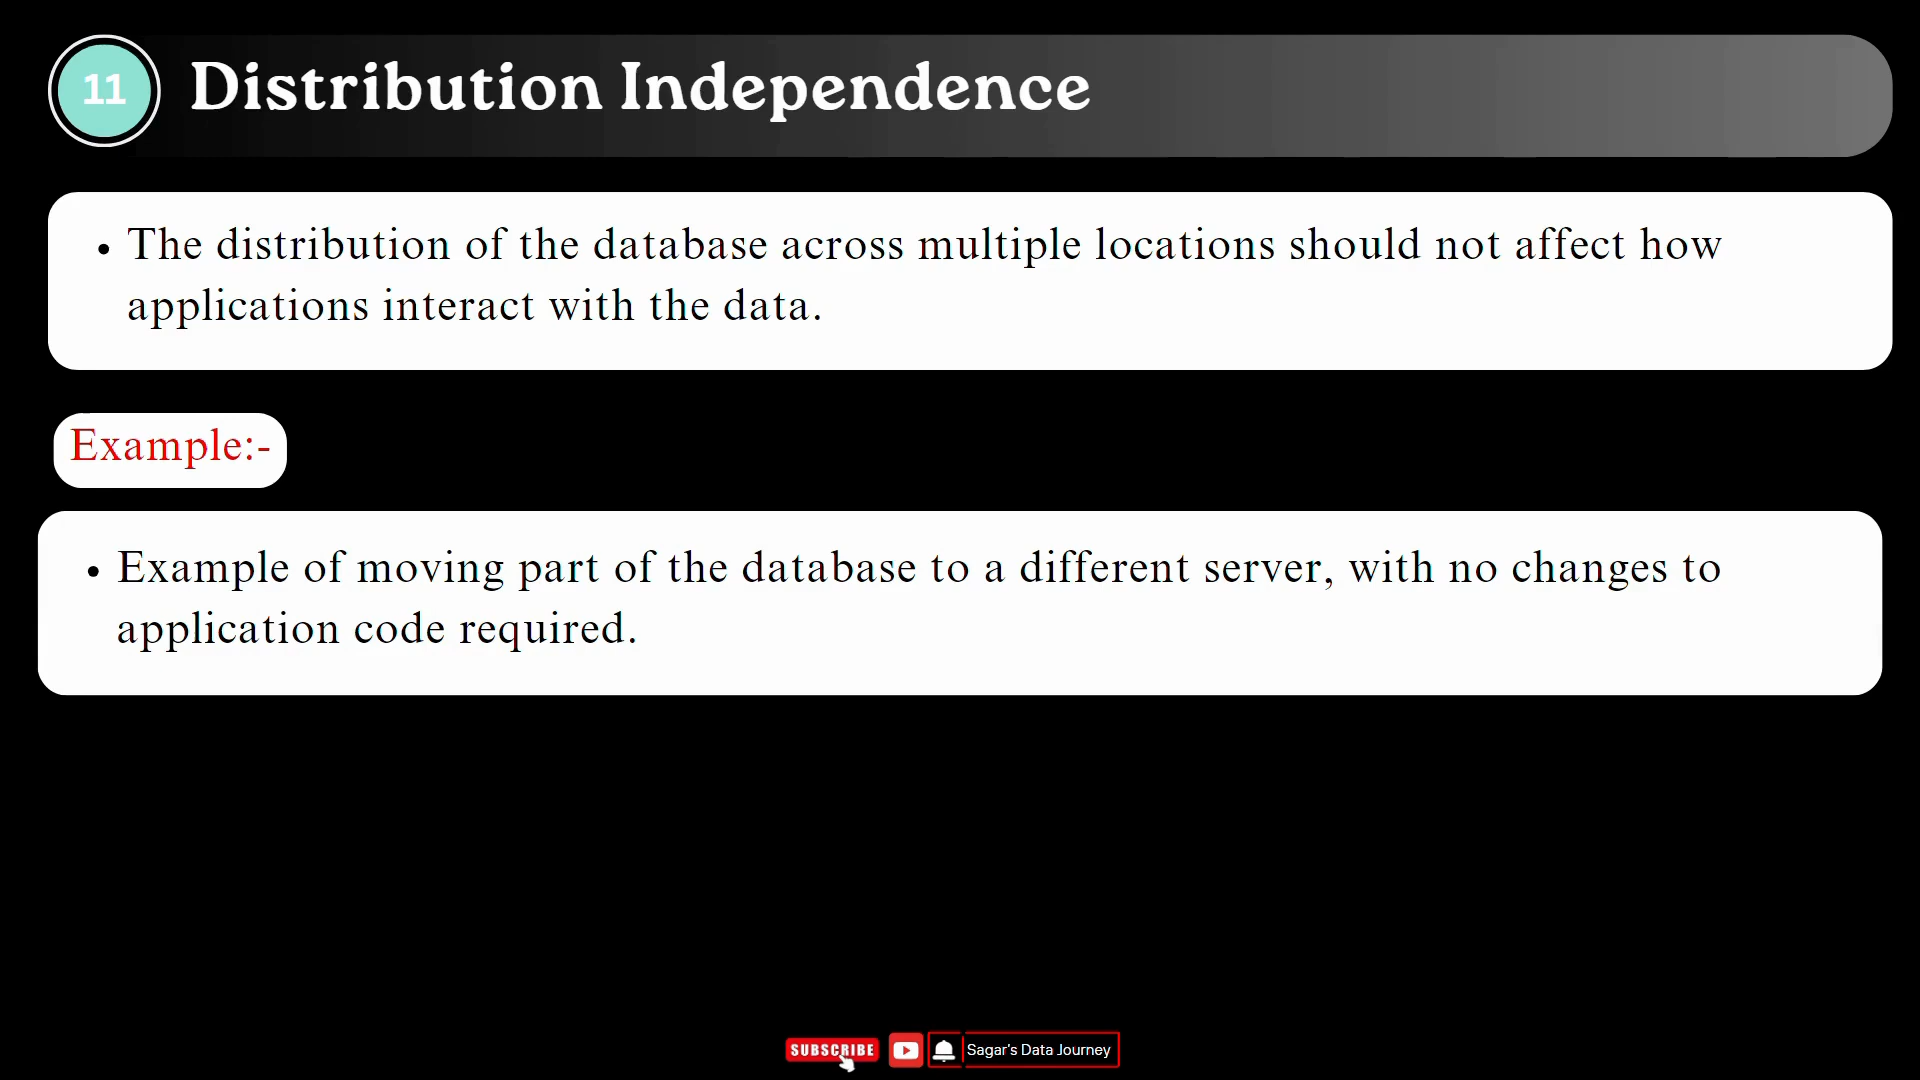 11
Distribution Independence
• The distribution of the database across multiple locations should not affect how
applications interact with the data.
Example:-
• Example of moving part of the database to a different server, with no changes to
application code required.
SUBSCRIBE
Sagar's Data Journey